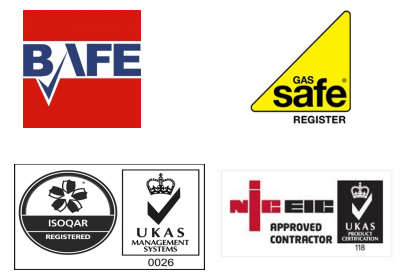 BAFE
GAS
safe®
REGISTER
ISOQAR
REGISTERED
UKAS
MANAGEMENT
SYSTEMS
0026
NICEIC
APPROVED
CONTRACTOR
UKAS
PRODUCT
CERTIFICATION
118